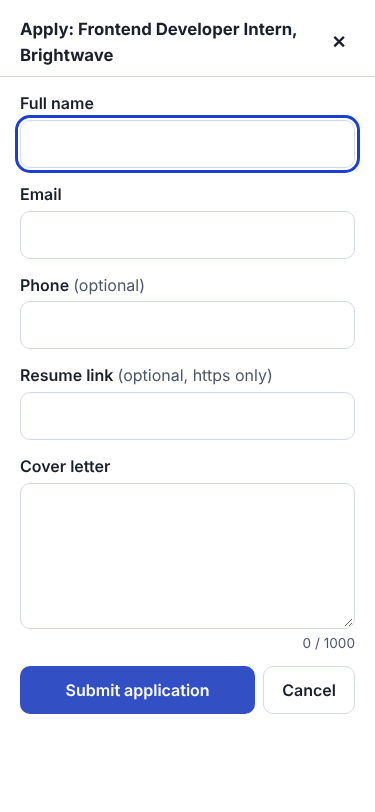 Apply: Frontend Developer Intern,
Brightwave
✕
Full name
Email
Phone (optional)
Resume link (optional, https only)
Cover letter
0 / 1000
Submit application
Cancel